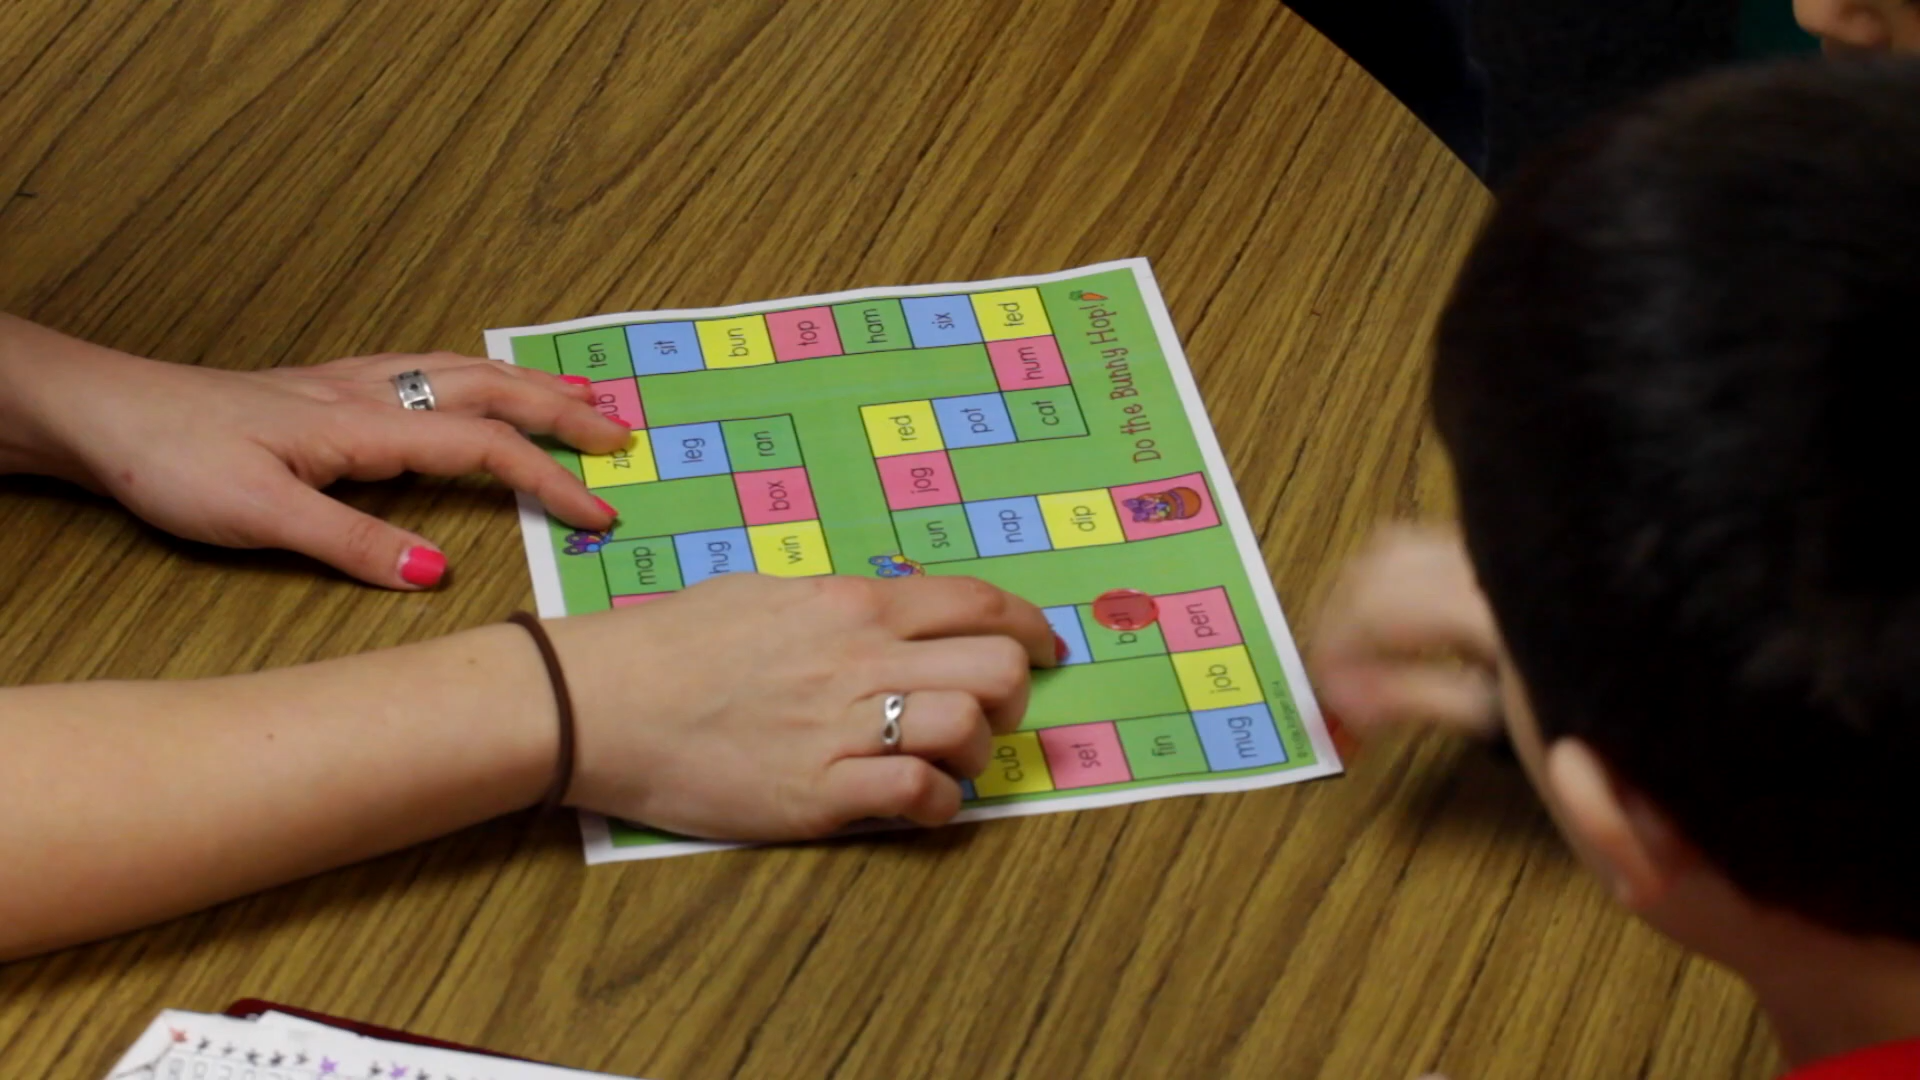 Do the Bunny Hop!
fed
six
ham
top
bun
sit
ten
hum
cat
pot
red
zip
leg
ran
jog
box
dip
nap
sun
win
hug
map
pen
job
mug
fin
set
cub